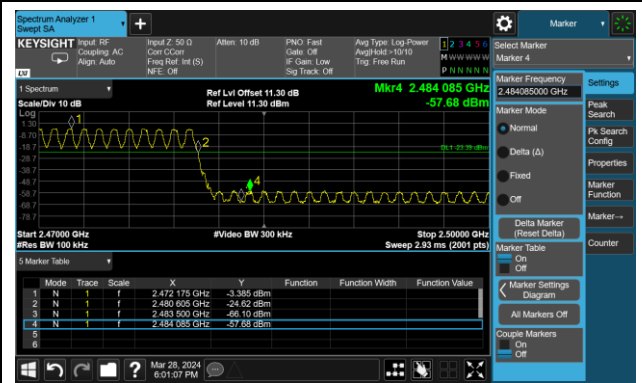 Spectrum Analyzer 1
Swept SA
Marker
KEYSIGHT Input: RF
Coupling: AC
Align: Auto
Input Z: 50 Ω
Corr CCorr
Freq Ref: Int (S)
NFE: Off
Atten: 10 dB
PNO: Fast
Gate: Off
IF Gain: Low
Sig Track: Off
Avg Type: Log-Power
Avg|Hold:>10/10
Trig: Free Run
1 2 3 4 5 6
M W W W W W
P N N N N N
LXI
Select Marker
Marker 4
1 Spectrum
Scale/Div 10 dB
Ref Lvl Offset 11.30 dB
Ref Level 11.30 dBm
Mkr4 2.484 085 GHz
-57.68 dBm
Log
1.30
-8.70
-18.7
-28.7
-38.7
-48.7
-58.7
-68.7
-78.7
1
2
4
DL1 -23.39 dBm
Start 2.47000 GHz
#Res BW 100 kHz
#Video BW 300 kHz
Stop 2.50000 GHz
Sweep 2.93 ms (2001 pts)
5 Marker Table
Mode Trace Scale X Y Function Function Width Function Value
1 N 1 f 2.472 175 GHz -3.385 dBm
2 N 1 f 2.480 605 GHz -24.62 dBm
3 N 1 f 2.483 500 GHz -66.10 dBm
4 N 1 f 2.484 085 GHz -57.68 dBm
5
6
Marker Frequency
2.484085000 GHz
Marker Mode
Normal
Delta (Δ)
Fixed
Off
Delta Marker
(Reset Delta)
Marker Table
On
Off
Marker Settings
Diagram
All Markers Off
Couple Markers
On
Off
Settings
Peak
Search
Pk Search
Config
Properties
Marker
Function
Marker→
Counter
Mar 28, 2024
6:01:07 PM